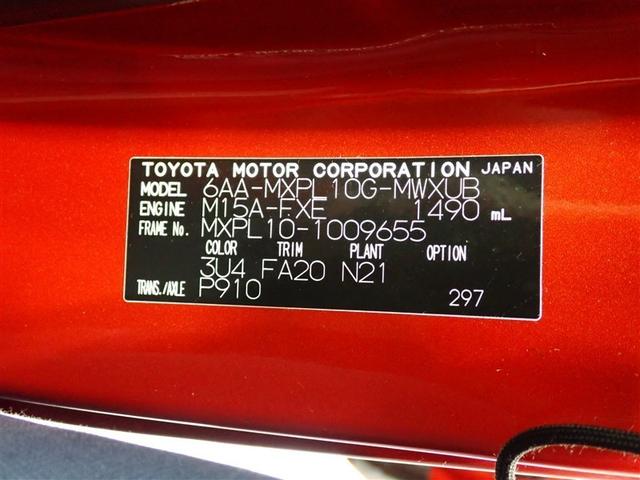 TOYOTA MOTOR CORPORATION JAPAN
MODEL 6AA-MXPL10G-MWXUB
ENGINE M15A-FXE 1490 mL
FRAME No. MXPL10-1009655
COLOR TRIM PLANT OPTION
3U4 FA20 N21
TRANS./AXLE P910
297